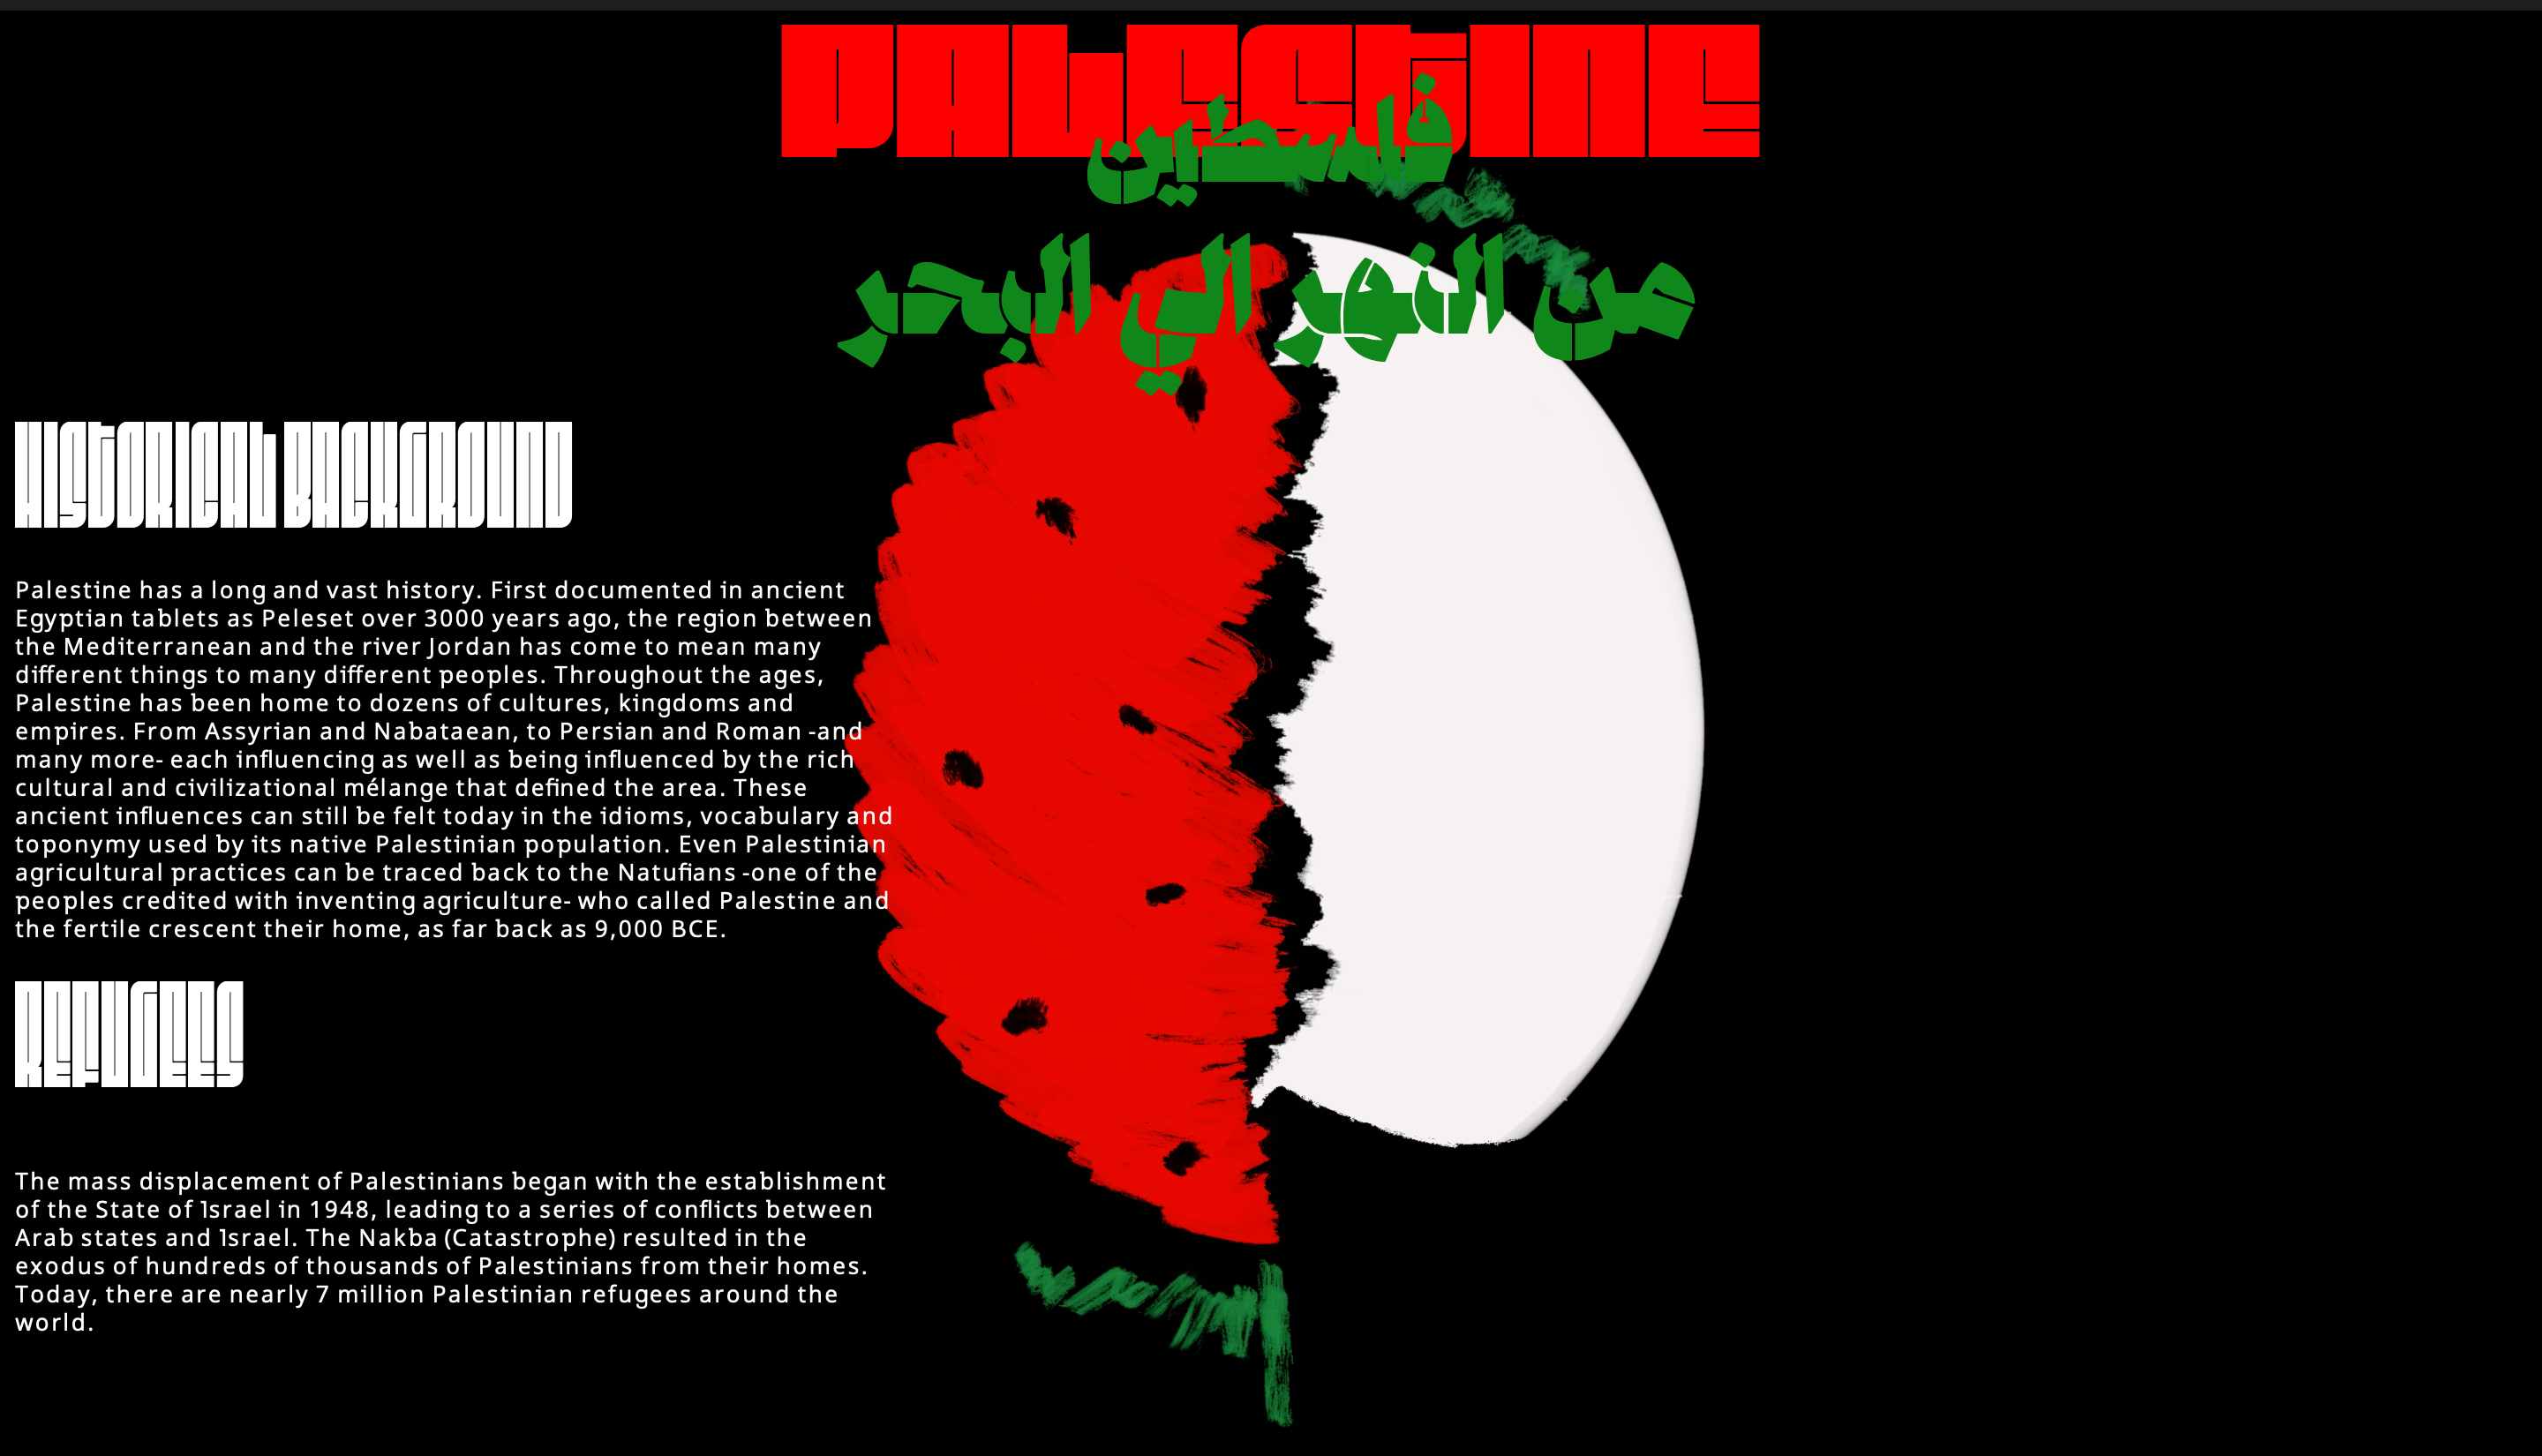 PALESTINE
فلسطين
من النهر الي البحر
HISTORICAL BACKGROUND
Palestine has a long and vast history. First documented in ancient
Egyptian tablets as Peleset over 3000 years ago, the region between
the Mediterranean and the river Jordan has come to mean many
different things to many different peoples. Throughout the ages,
Palestine has been home to dozens of cultures, kingdoms and
empires. From Assyrian and Nabataean, to Persian and Roman -and
many more- each influencing as well as being influenced by the rich
cultural and civilizational mélange that defined the area. These
ancient influences can still be felt today in the idioms, vocabulary and
toponymy used by its native Palestinian population. Even Palestinian
agricultural practices can be traced back to the Natufians -one of the
peoples credited with inventing agriculture- who called Palestine and
the fertile crescent their home, as far back as 9,000 BCE.
REFUGEES
The mass displacement of Palestinians began with the establishment
of the State of Israel in 1948, leading to a series of conflicts between
Arab states and Israel. The Nakba (Catastrophe) resulted in the
exodus of hundreds of thousands of Palestinians from their homes.
Today, there are nearly 7 million Palestinian refugees around the
world.